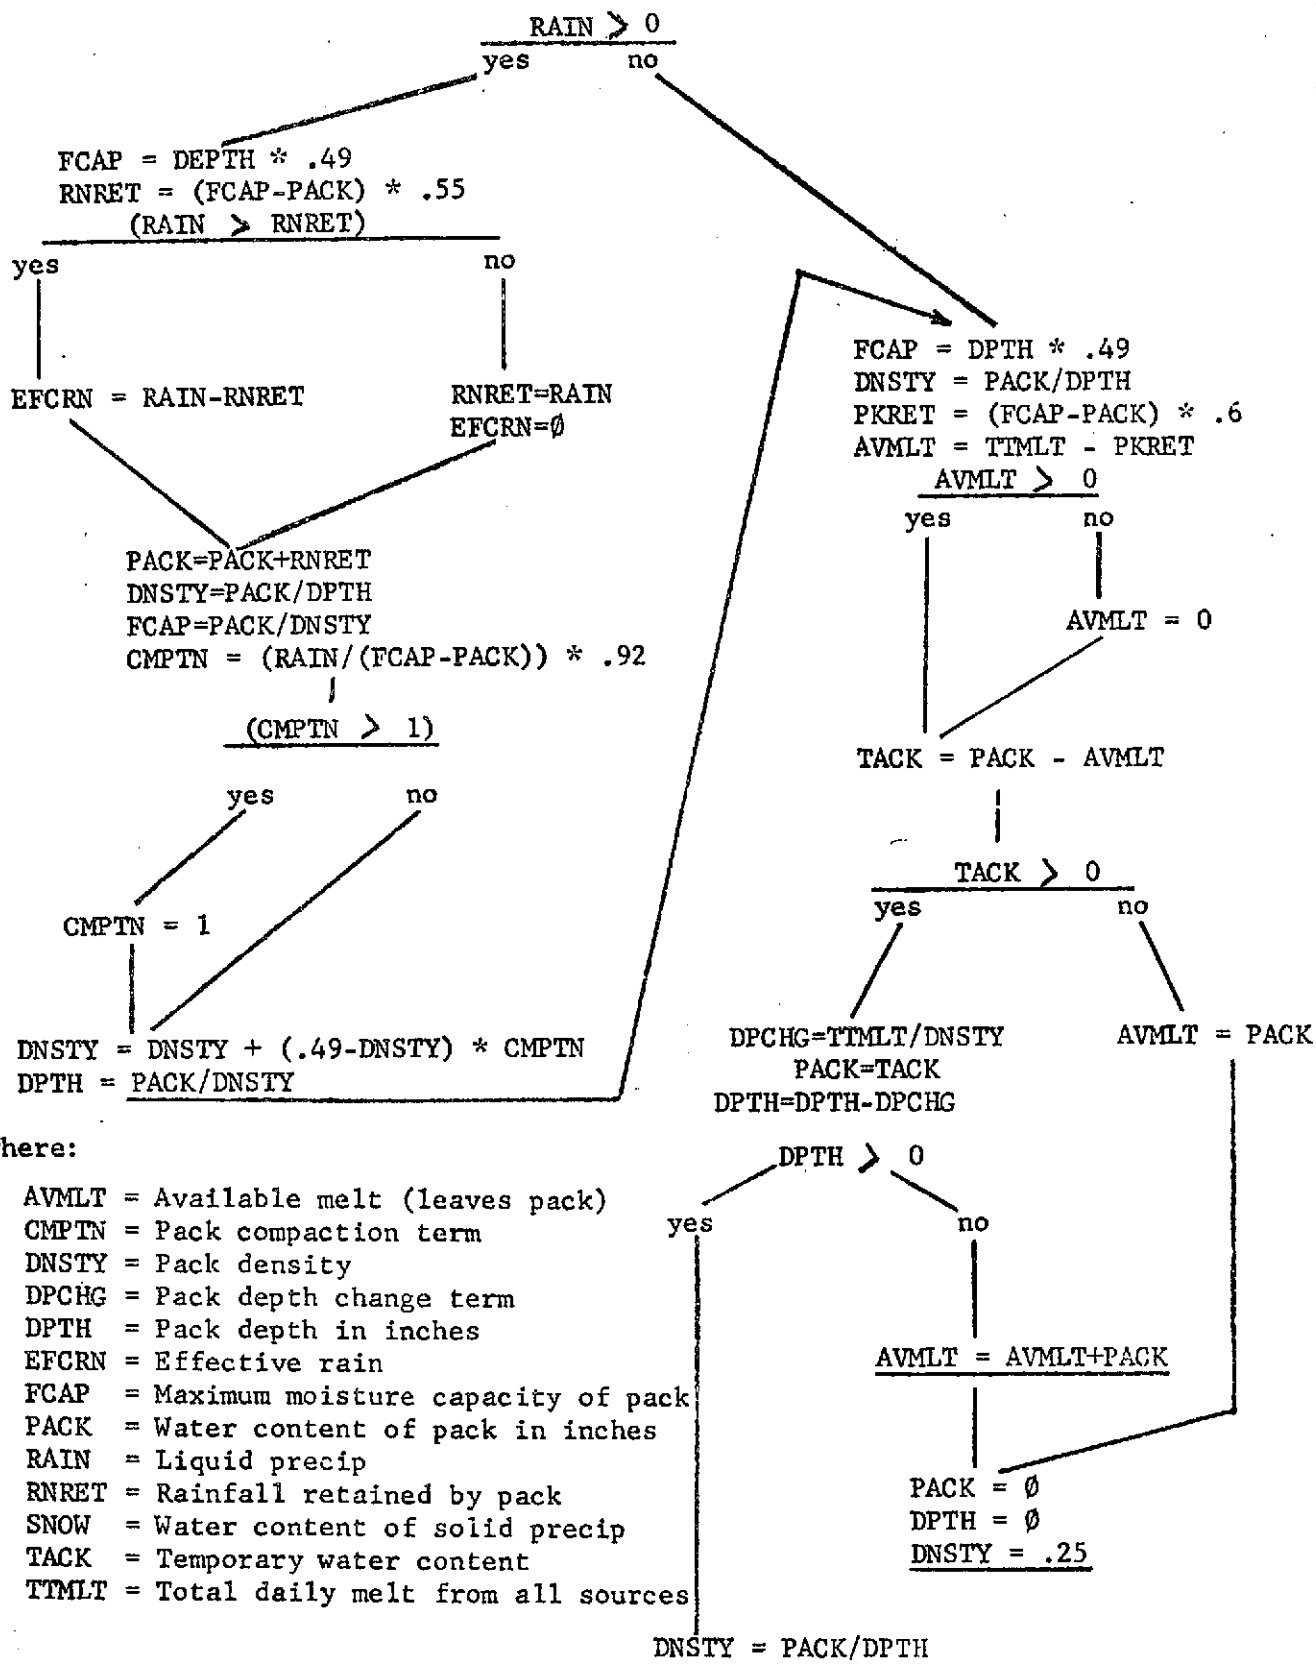 RAIN > 0
yes no
FCAP = DEPTH * .49
RNRET = (FCAP-PACK) * .55
(RAIN > RNRET)
yes no
EFCRN = RAIN-RNRET
RNRET=RAIN
EFCRN=Ø
PACK=PACK+RNRET
DNSTY=PACK/DPTH
FCAP=PACK/DNSTY
CMPTN = (RAIN/(FCAP-PACK)) * .92
(CMPTN > 1)
yes no
CMPTN = 1
DNSTY = DNSTY + (.49-DNSTY) * CMPTN
DPTH = PACK/DNSTY
FCAP = DPTH * .49
DNSTY = PACK/DPTH
PKRET = (FCAP-PACK) * .6
AVMLT = TTMLT - PKRET
AVMLT > 0
yes no
AVMLT = 0
TACK = PACK - AVMLT
TACK > 0
yes no
DPCHG=TTMLT/DNSTY
PACK=TACK
DPTH=DPTH-DPCHG
AVMLT = PACK
DPTH > 0
yes no
AVMLT = AVMLT+PACK
PACK = Ø
DPTH = Ø
DNSTY = .25
DNSTY = PACK/DPTH
here:
AVMLT = Available melt (leaves pack)
CMPTN = Pack compaction term
DNSTY = Pack density
DPCHG = Pack depth change term
DPTH = Pack depth in inches
EFCRN = Effective rain
FCAP = Maximum moisture capacity of pack
PACK = Water content of pack in inches
RAIN = Liquid precip
RNRET = Rainfall retained by pack
SNOW = Water content of solid precip
TACK = Temporary water content
TTMLT = Total daily melt from all sources